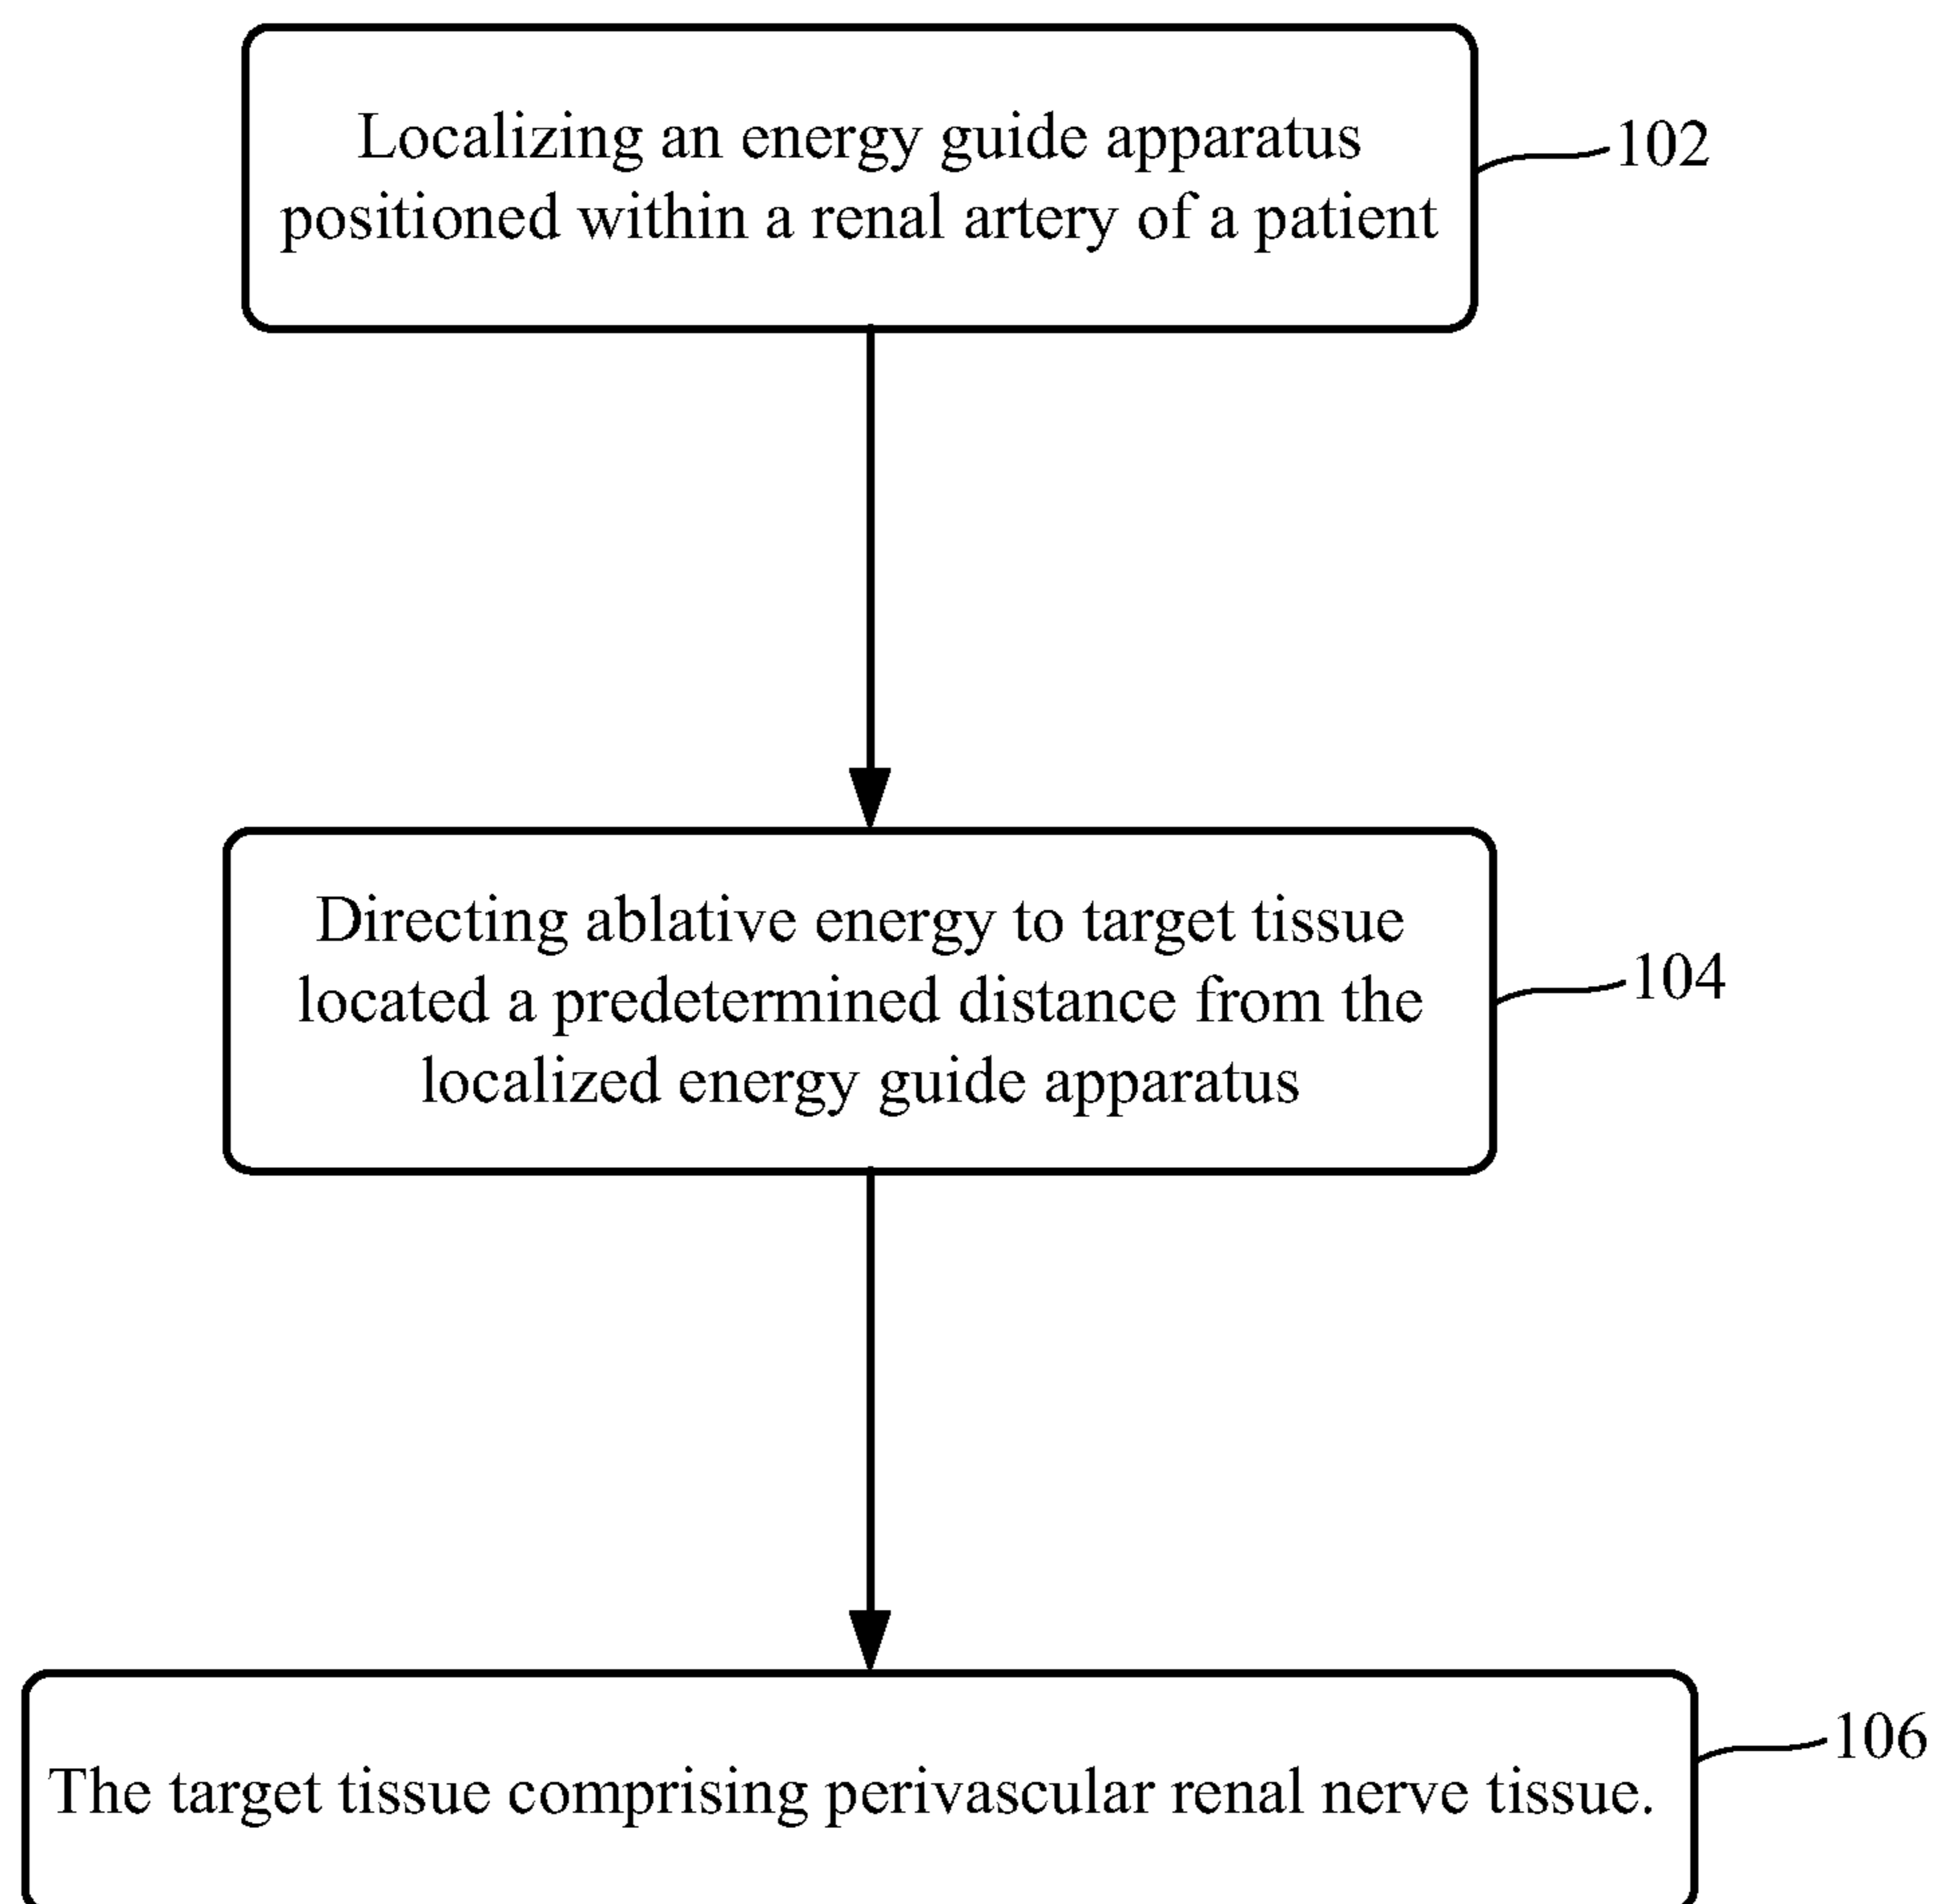 Localizing an energy guide apparatus
positioned within a renal artery of a patient
102
Directing ablative energy to target tissue
located a predetermined distance from the
localized energy guide apparatus
104
The target tissue comprising perivascular renal nerve tissue.
106